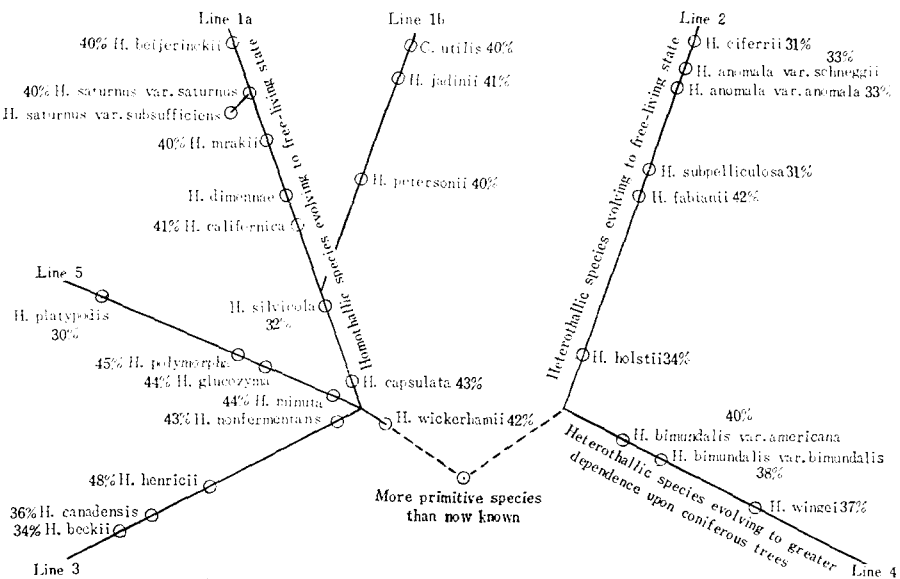 Line 1a
Line 1b
Line 2
40% H. beijerinckii
C. utilis 40%
H. ciferrii 31%
33%
H. anomala var. schneggii
H. jadinii 41%
40% H. saturnus var. saturnus
H. anomala var. anomala 33%
H. saturnus var. subsufficiens
40% H. mrakii
H. petersonii 40%
H. subpelliculosa 31%
H. dimennae
H. fabianii 42%
41% H. californica
Homothallic species evolving to free-living state
Heterothallic species evolving to free-living state
Line 5
H. silvicola
32%
H. platypodis
30%
45% H. polymorpha
H. holstii 34%
44% H. glucozyma
H. capsulata 43%
44% H. minuta
43% H. nonfermentans
H. wickerhamii 42%
40%
H. bimundalis var. americana
H. bimundalis var. bimundalis
38%
48% H. henricii
More primitive species
than now known
36% H. canadensis
H. wingei 37%
34% H. beckii
Heterothallic species evolving to greater
dependence upon coniferous trees
Line 3
Line 4